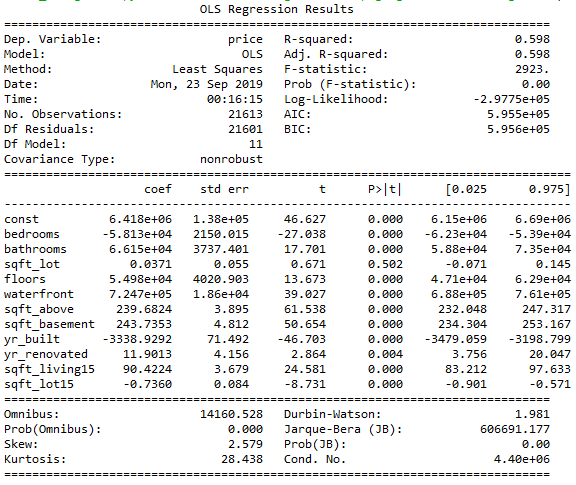 OLS Regression Results
==============================================================================
Dep. Variable:                  price   R-squared:                       0.598
Model:                            OLS   Adj. R-squared:                  0.598
Method:                 Least Squares   F-statistic:                     2923.
Date:                Mon, 23 Sep 2019   Prob (F-statistic):               0.00
Time:                        00:16:15   Log-Likelihood:            -2.9775e+05
No. Observations:               21613   AIC:                         5.955e+05
Df Residuals:                   21601   BIC:                         5.956e+05
Df Model:                          11
Covariance Type:            nonrobust
=================================================================================
                    coef    std err          t      P>|t|      [0.025      0.975]
---------------------------------------------------------------------------------
const          6.418e+06   1.38e+05     46.627      0.000    6.15e+06    6.69e+06
bedrooms      -5.813e+04   2150.015    -27.038      0.000   -6.23e+04   -5.39e+04
bathrooms      6.615e+04   3737.401     17.701      0.000    5.88e+04    7.35e+04
sqft_lot          0.0371      0.055      0.671      0.502      -0.071       0.145
floors         5.498e+04   4020.903     13.673      0.000    4.71e+04    6.29e+04
waterfront     7.247e+05   1.86e+04     39.027      0.000    6.88e+05    7.61e+05
sqft_above      239.6824      3.895     61.538      0.000     232.048     247.317
sqft_basement   243.7353      4.812     50.654      0.000     234.304     253.167
yr_built      -3338.9292     71.492    -46.703      0.000   -3479.059   -3198.799
yr_renovated     11.9013      4.156      2.864      0.004       3.756      20.047
sqft_living15    90.4224      3.679     24.581      0.000      83.212      97.633
sqft_lot15       -0.7360      0.084     -8.731      0.000      -0.901      -0.571
==============================================================================
Omnibus:                    14160.528   Durbin-Watson:                   1.981
Prob(Omnibus):                  0.000   Jarque-Bera (JB):           606691.177
Skew:                           2.579   Prob(JB):                         0.00
Kurtosis:                      28.438   Cond. No.                     4.40e+06
==============================================================================